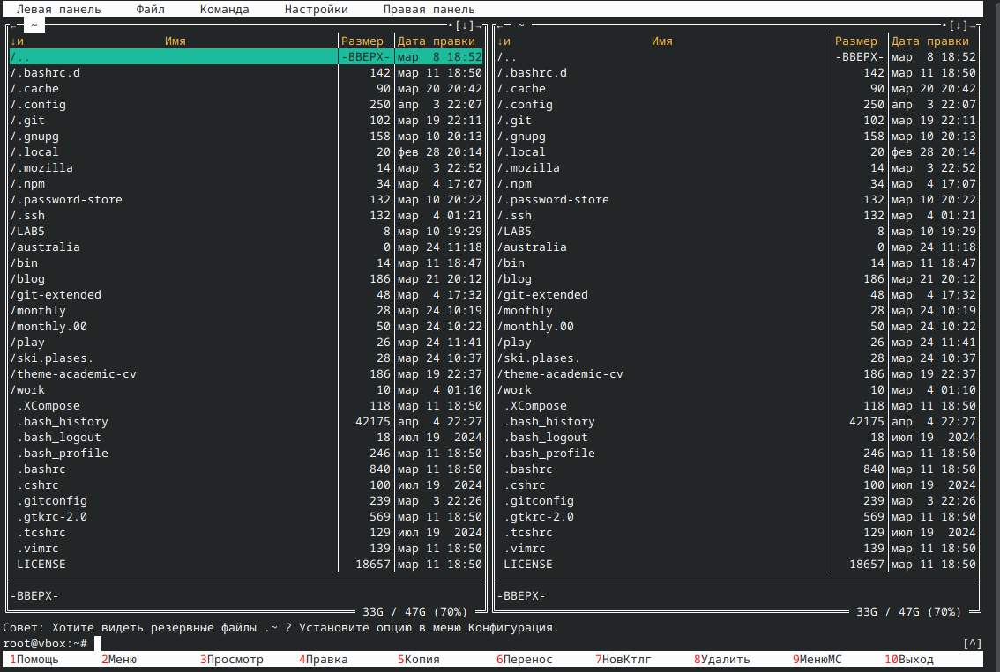 Левая панель Файл Команда Настройки Правая панель
← ~ •[↓]→ ←= ~ •[↓]→
↓и Имя Размер Дата правки ↓и Имя Размер Дата правки
/.. -ВВЕРХ- мар 8 18:52 /.. -ВВЕРХ- мар 8 18:52
/.bashrc.d 142 мар 11 18:50 /.bashrc.d 142 мар 11 18:50
/.cache 90 мар 20 20:42 /.cache 90 мар 20 20:42
/.config 250 апр 3 22:07 /.config 250 апр 3 22:07
/.git 102 мар 19 22:11 /.git 102 мар 19 22:11
/.gnupg 158 мар 10 20:13 /.gnupg 158 мар 10 20:13
/.local 20 фев 28 20:14 /.local 20 фев 28 20:14
/.mozilla 14 мар 3 22:52 /.mozilla 14 мар 3 22:52
/.npm 34 мар 4 17:07 /.npm 34 мар 4 17:07
/.password-store 132 мар 10 20:22 /.password-store 132 мар 10 20:22
/.ssh 132 мар 4 01:21 /.ssh 132 мар 4 01:21
/LAB5 8 мар 10 19:29 /LAB5 8 мар 10 19:29
/australia 0 мар 24 11:18 /australia 0 мар 24 11:18
/bin 14 мар 11 18:47 /bin 14 мар 11 18:47
/blog 186 мар 21 20:12 /blog 186 мар 21 20:12
/git-extended 48 мар 4 17:32 /git-extended 48 мар 4 17:32
/monthly 28 мар 24 10:19 /monthly 28 мар 24 10:19
/monthly.00 50 мар 24 10:22 /monthly.00 50 мар 24 10:22
/play 26 мар 24 11:41 /play 26 мар 24 11:41
/ski.plases. 28 мар 24 10:37 /ski.plases. 28 мар 24 10:37
/theme-academic-cv 186 мар 19 22:37 /theme-academic-cv 186 мар 19 22:37
/work 10 мар 4 01:10 /work 10 мар 4 01:10
.XCompose 118 мар 11 18:50 .XCompose 118 мар 11 18:50
.bash_history 42175 апр 4 22:27 .bash_history 42175 апр 4 22:27
.bash_logout 18 июл 19 2024 .bash_logout 18 июл 19 2024
.bash_profile 246 мар 11 18:50 .bash_profile 246 мар 11 18:50
.bashrc 840 мар 11 18:50 .bashrc 840 мар 11 18:50
.cshrc 100 июл 19 2024 .cshrc 100 июл 19 2024
.gitconfig 239 мар 3 22:26 .gitconfig 239 мар 3 22:26
.gtkrc-2.0 569 мар 11 18:50 .gtkrc-2.0 569 мар 11 18:50
.tcshrc 129 июл 19 2024 .tcshrc 129 июл 19 2024
.vimrc 139 мар 11 18:50 .vimrc 139 мар 11 18:50
LICENSE 18657 мар 11 18:50 LICENSE 18657 мар 11 18:50
-ВВЕРХ- -ВВЕРХ-
33G / 47G (70%) 33G / 47G (70%)
Совет: Хотите видеть резервные файлы .~ ? Установите опцию в меню Конфигурация.
root@vbox:~# [^]
1Помощь 2Меню 3Просмотр 4Правка 5Копия 6Перенос 7НовКтлг 8Удалить 9МенюМС 10Выход